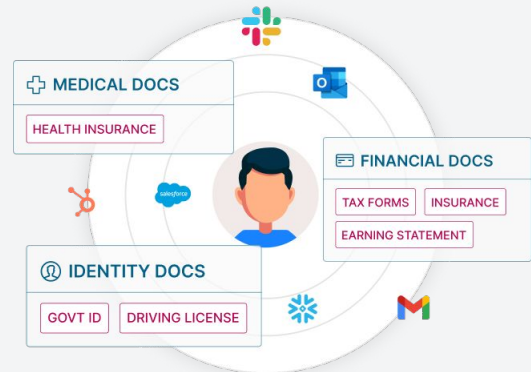 MEDICAL DOCS
HEALTH INSURANCE
FINANCIAL DOCS
TAX FORMS
INSURANCE
EARNING STATEMENT
salesforce
IDENTITY DOCS
GOVT ID
DRIVING LICENSE